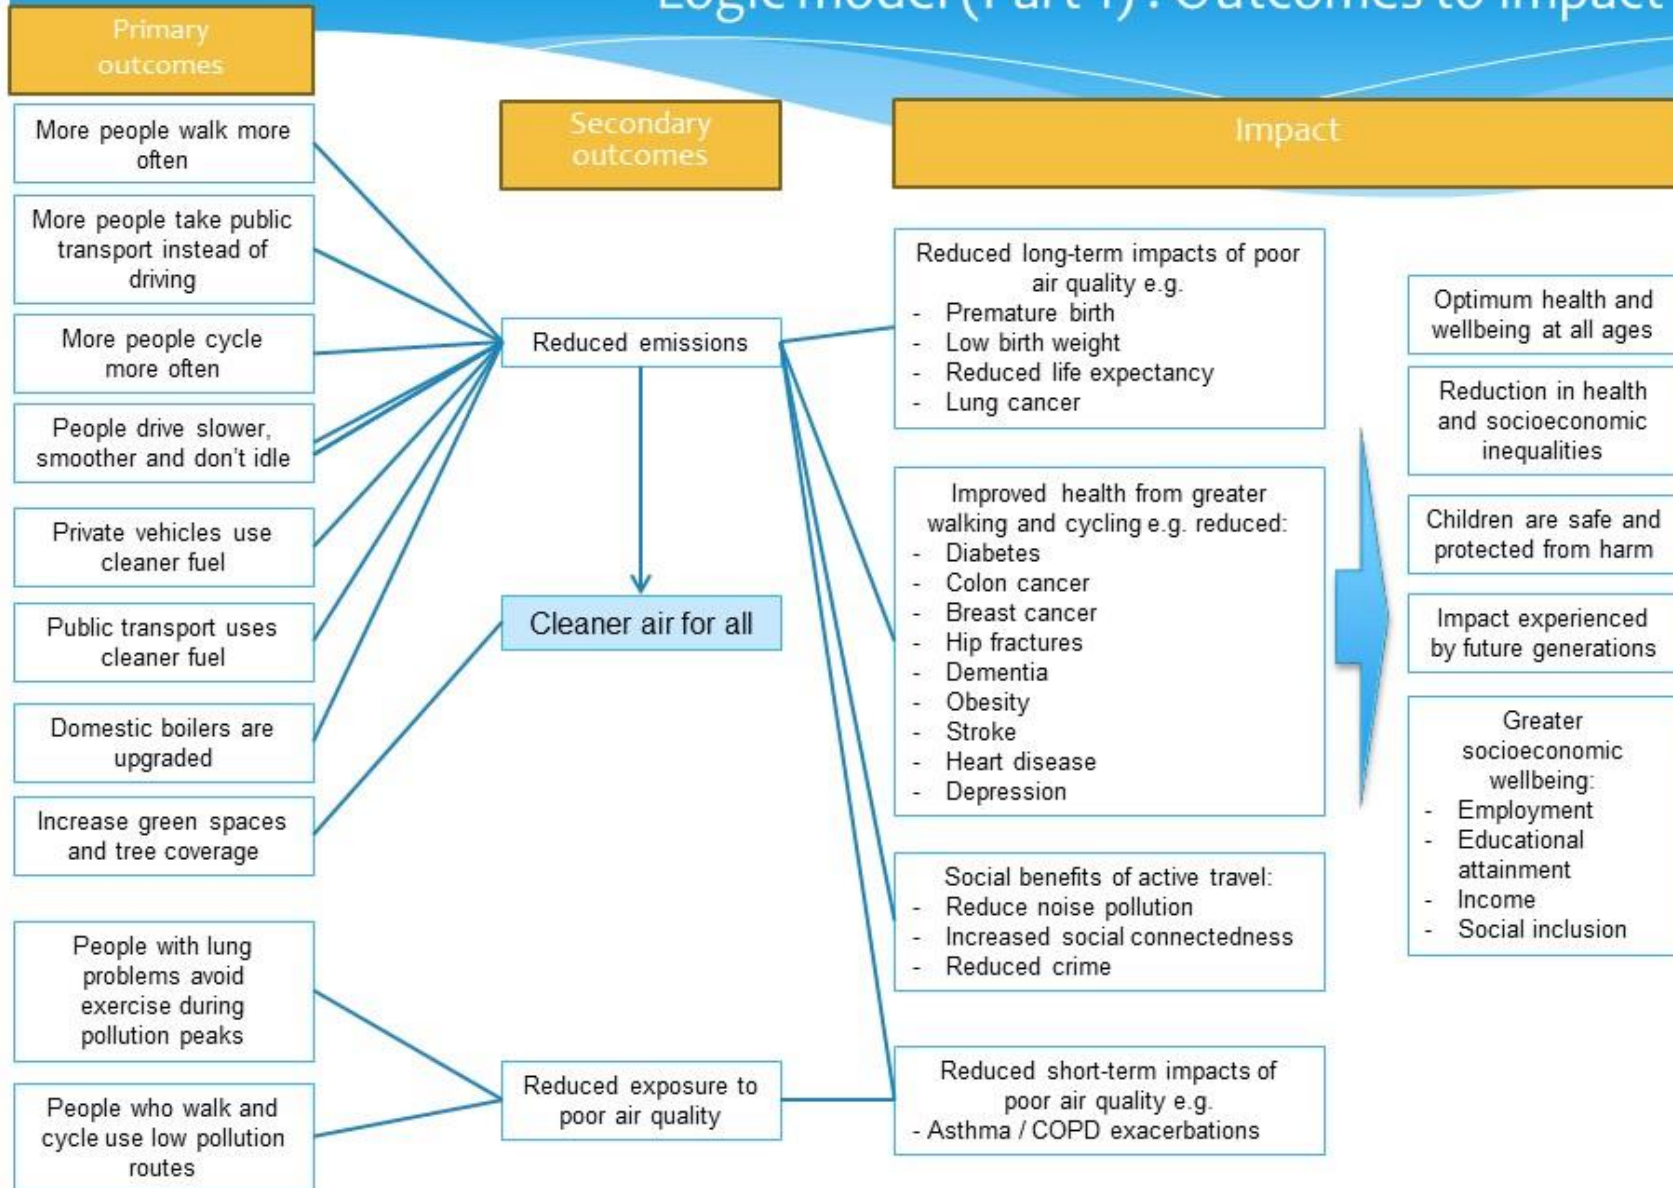 Logic model (Part 1) : Outcomes to Impact
Primary
outcomes
More people walk more
often
More people take public
transport instead of
driving
More people cycle
more often
People drive slower,
smoother and don't idle
Private vehicles use
cleaner fuel
Public transport uses
cleaner fuel
Domestic boilers are
upgraded
Increase green spaces
and tree coverage
People with lung
problems avoid
exercise during
pollution peaks
People who walk and
cycle use low pollution
routes
Secondary
outcomes
Reduced emissions
Cleaner air for all
Reduced exposure to
poor air quality
Impact
Reduced long-term impacts of poor
air quality e.g.
- Premature birth
- Low birth weight
- Reduced life expectancy
- Lung cancer
Improved health from greater
walking and cycling e.g. reduced:
- Diabetes
- Colon cancer
- Breast cancer
- Hip fractures
- Dementia
- Obesity
- Stroke
- Heart disease
- Depression
Social benefits of active travel:
- Reduce noise pollution
- Increased social connectedness
- Reduced crime
Reduced short-term impacts of
poor air quality e.g.
- Asthma / COPD exacerbations
Optimum health and
wellbeing at all ages
Reduction in health
and socioeconomic
inequalities
Children are safe and
protected from harm
Impact experienced
by future generations
Greater
socioeconomic
wellbeing:
- Employment
- Educational
attainment
- Income
- Social inclusion